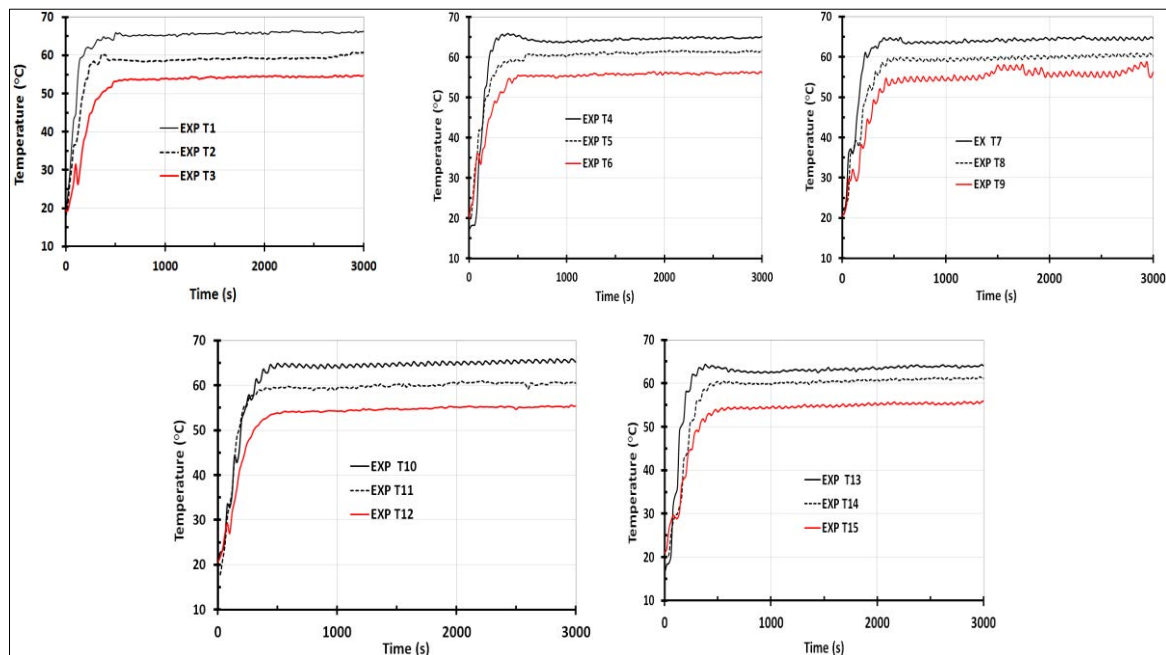 70
60
50
40
30
20
10
0 1000 2000 3000
Temperature (°C)
Time (s)
EXP T1
EXP T2
EXP T3
70
60
50
40
30
20
10
0 1000 2000 3000
Temperature (°C)
Time (s)
EXP T4
EXP T5
EXP T6
70
60
50
40
30
20
10
0 1000 2000 3000
Temperature (°C)
Time (s)
EX T7
EXP T8
EXP T9
70
60
50
40
30
20
10
0 1000 2000 3000
Temperature (°C)
Time (s)
EXP T10
EXP T11
EXP T12
70
60
50
40
30
20
10
0 1000 2000 3000
Temperature (°C)
Time (s)
EXP T13
EXP T14
EXP T15